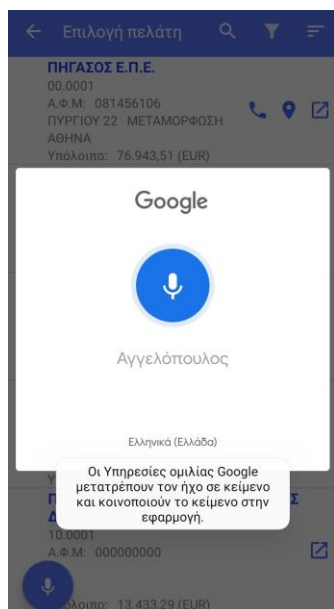 Επιλογή πελάτη
ΠΗΓΑΣΟΣ Ε.Π.Ε.
00.0001
Α.Φ.Μ: 081456106
ΠΥΡΓΙΟΥ 22 ΜΕΤΑΜΟΡΦΩΣΗ
ΑΘΗΝΑ
Υπόλοιπο: 76.943,51 (EUR)
Google
Αγγελόπουλος
Ελληνικά (Ελλάδα)
Οι Υπηρεσίες ομιλίας Google
μετατρέπουν τον ήχο σε κείμενο
και κοινοποιούν το κείμενο στην
εφαρμογή.
10.0001
Α.Φ.Μ: 000000000
Υπόλοιπο: 13.433,29 (EUR)